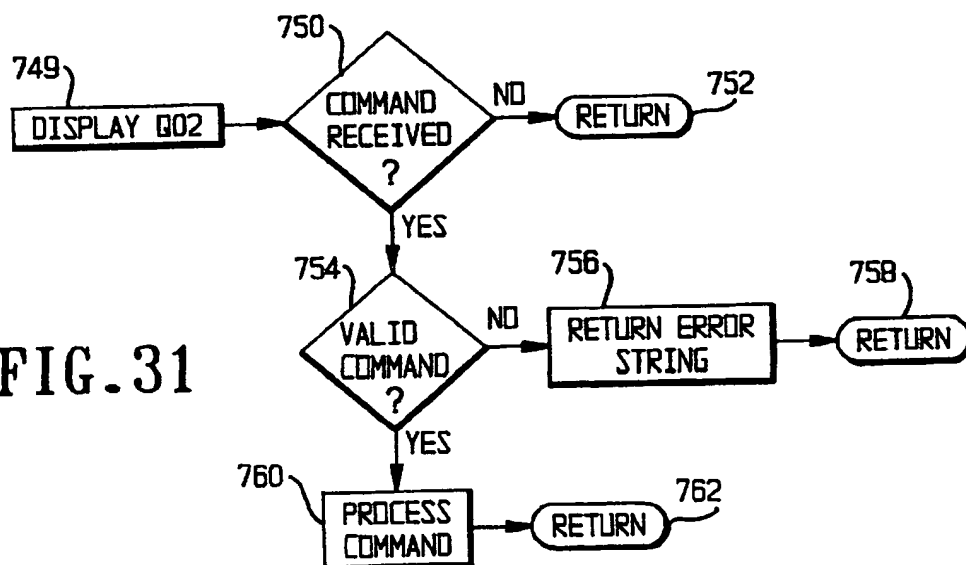 750
749
DISPLAY Q02
COMMAND
RECEIVED
?
NO
RETURN
752
YES
754
VALID
COMMAND
?
NO
756
RETURN ERROR
STRING
758
RETURN
FIG.31
YES
760
PROCESS
COMMAND
RETURN
762